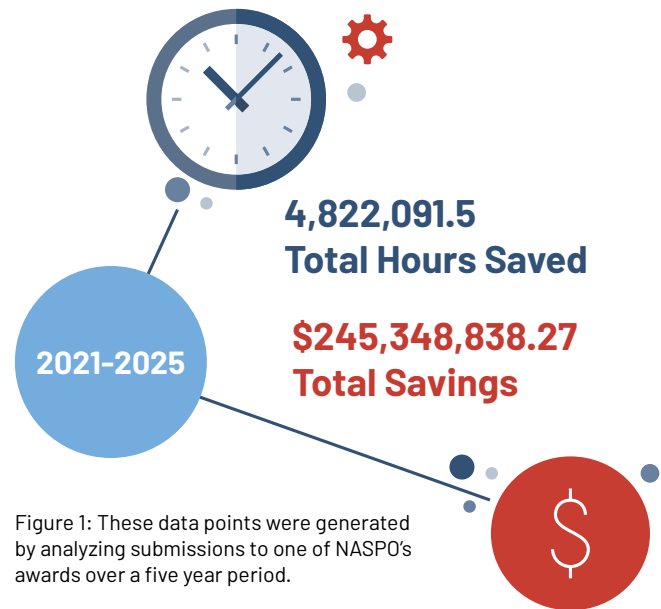 4,822,091.5
Total Hours Saved
2021-2025
$245,348,838.27
Total Savings
$
Figure 1: These data points were generated
by analyzing submissions to one of NASPO's
awards over a five year period.